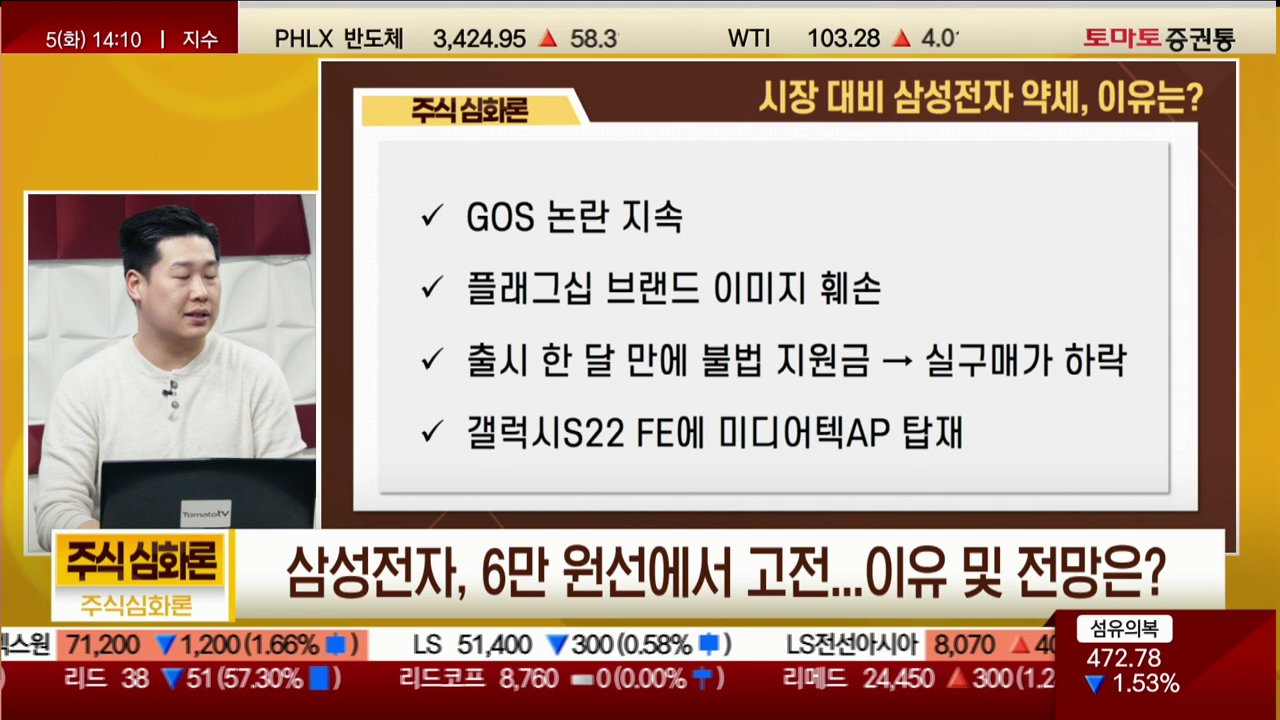 5(화) 14:10 | 지수
PHLX 반도체 3,424.95 ▲ 58.3
WTI 103.28 ▲ 4.0
토마토증권통
주식 심화론
시장 대비 삼성전자 약세, 이유는?
✓ GOS 논란 지속
✓ 플래그십 브랜드 이미지 훼손
✓ 출시 한 달 만에 불법 지원금 → 실구매가 하락
✓ 갤럭시S22 FE에 미디어텍AP 탑재
TomatoTV
주식 심화론
주식심화론
삼성전자, 6만 원선에서 고전...이유 및 전망은?
스원 71,200 ▼1,200(1.66%) LS 51,400 ▼300(0.58%) LS전선아시아 8,070 ▲40
리드 38 ▼51(57.30%) 리드코프 8,760 0(0.00%) 리메드 24,450 ▲300(1.2
섬유의복
472.78
▼ 1.53%